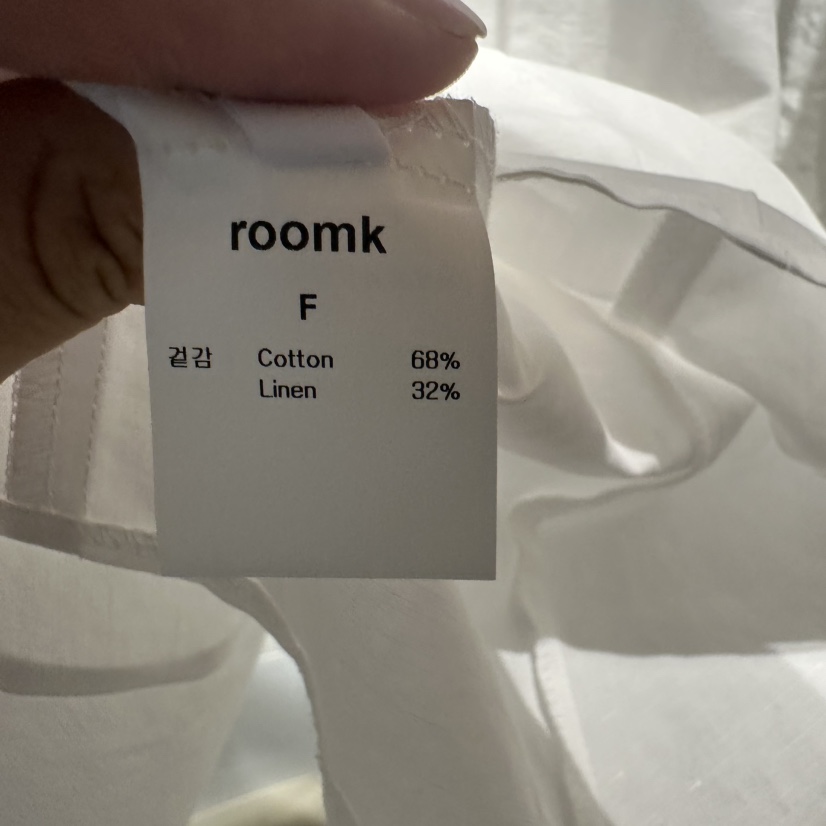 roomk
F
겉감 Cotton 68%
Linen 32%